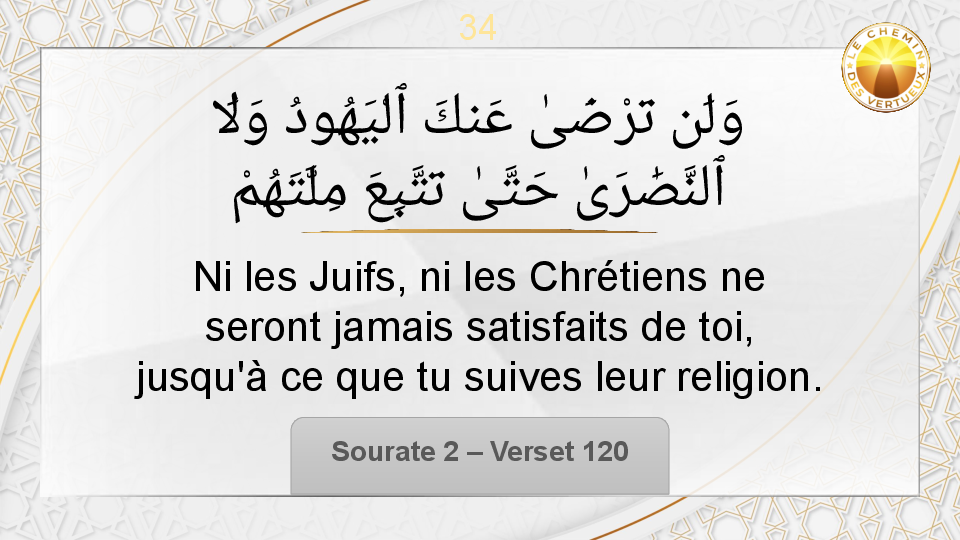 34
LE CHEMIN
DES VERTUEUX
وَلَن تَرْضَىٰ عَنكَ ٱلْيَهُودُ وَلَا
ٱلنَّصَٰرَىٰ حَتَّىٰ تَتَّبِعَ مِلَّتَهُمْ
Ni les Juifs, ni les Chrétiens ne
seront jamais satisfaits de toi,
jusqu'à ce que tu suives leur religion.
Sourate 2 – Verset 120